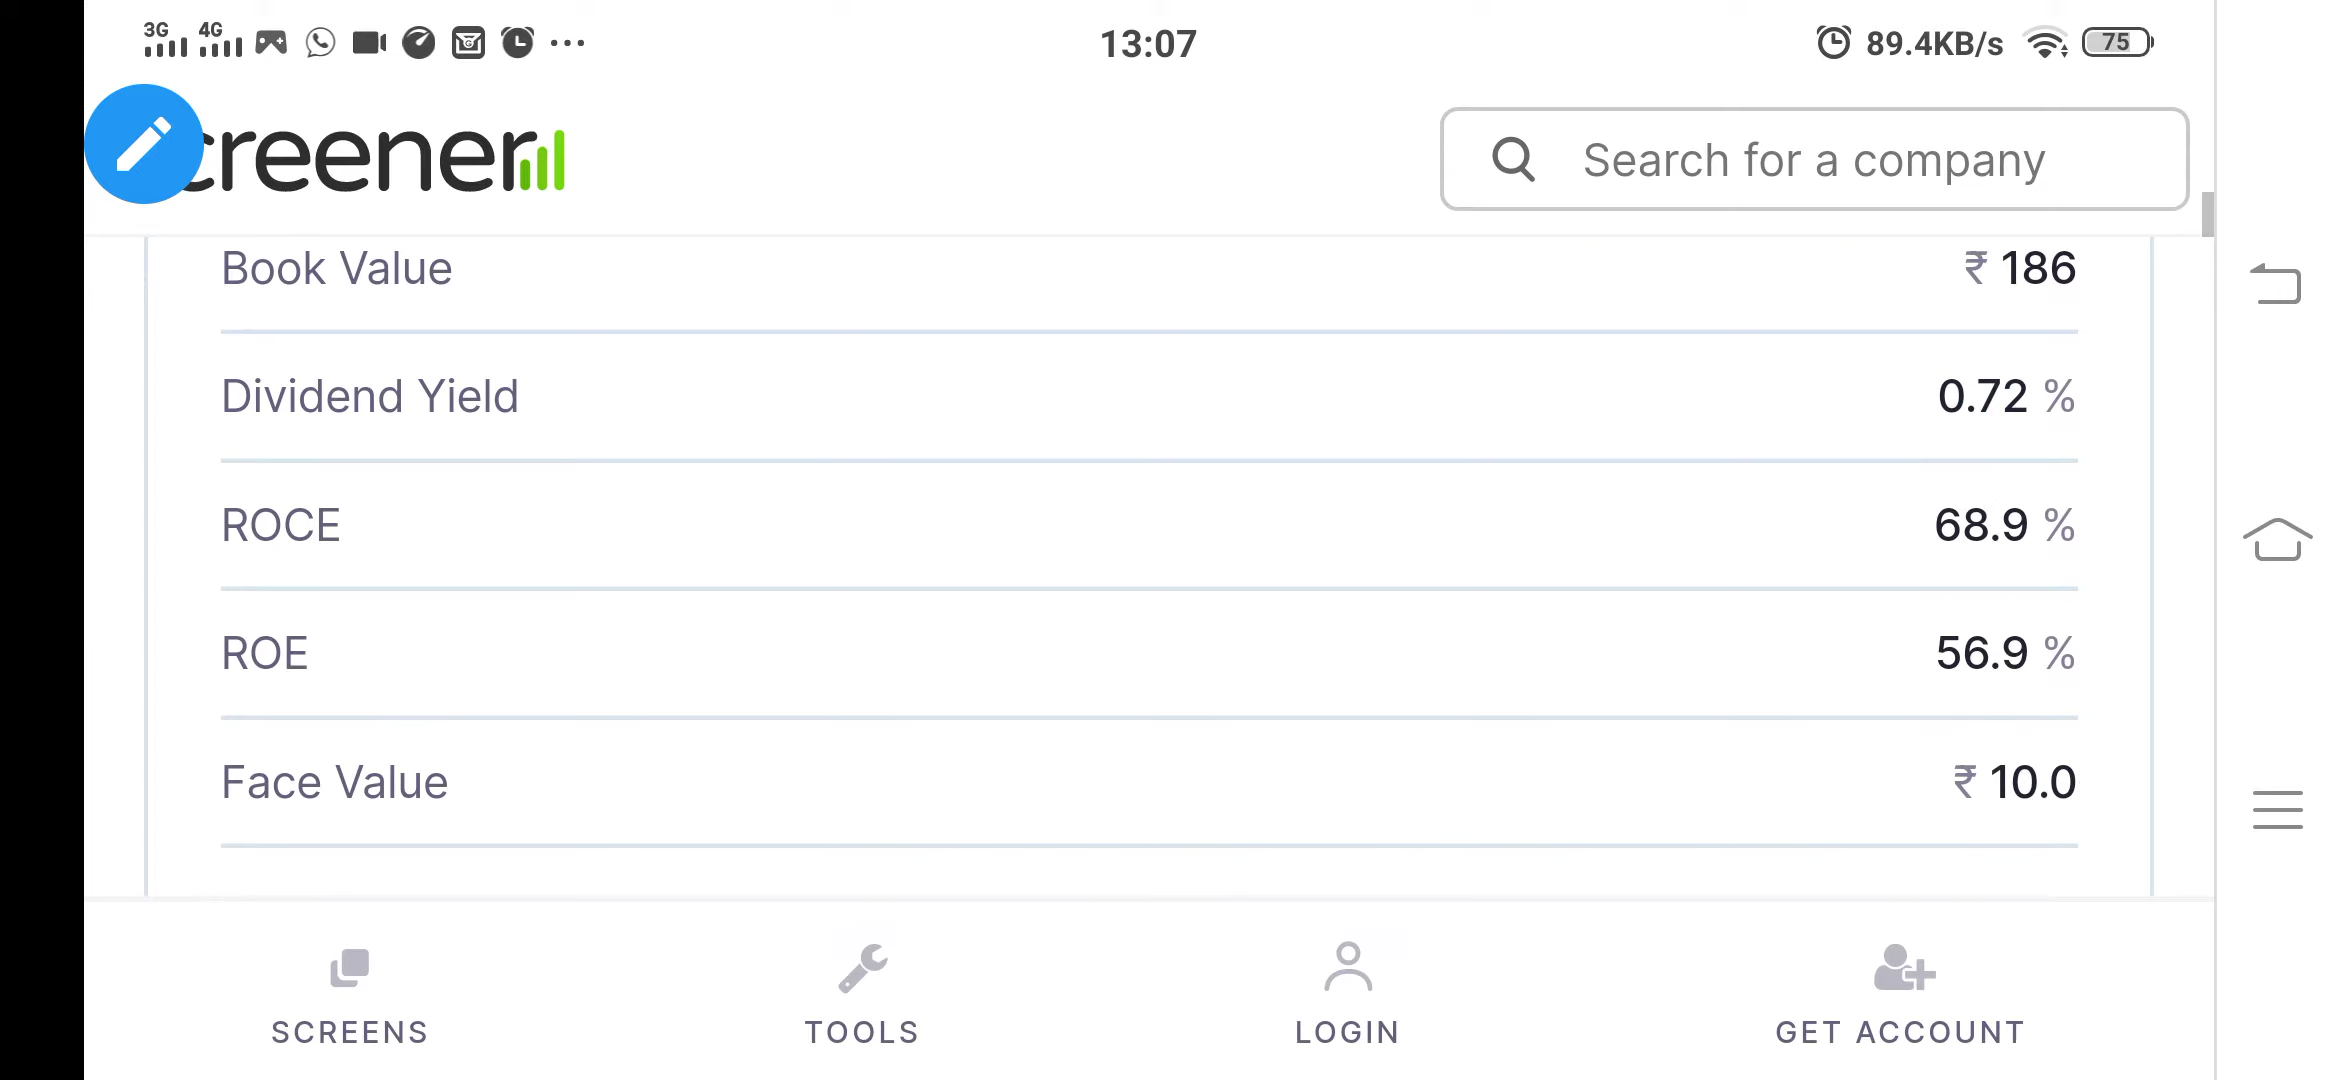 3G 4G 13:07 89.4KB/s 75
creener Search for a company
Book Value ₹ 186
Dividend Yield 0.72 %
ROCE 68.9 %
ROE 56.9 %
Face Value ₹ 10.0
SCREENS TOOLS LOGIN GET ACCOUNT